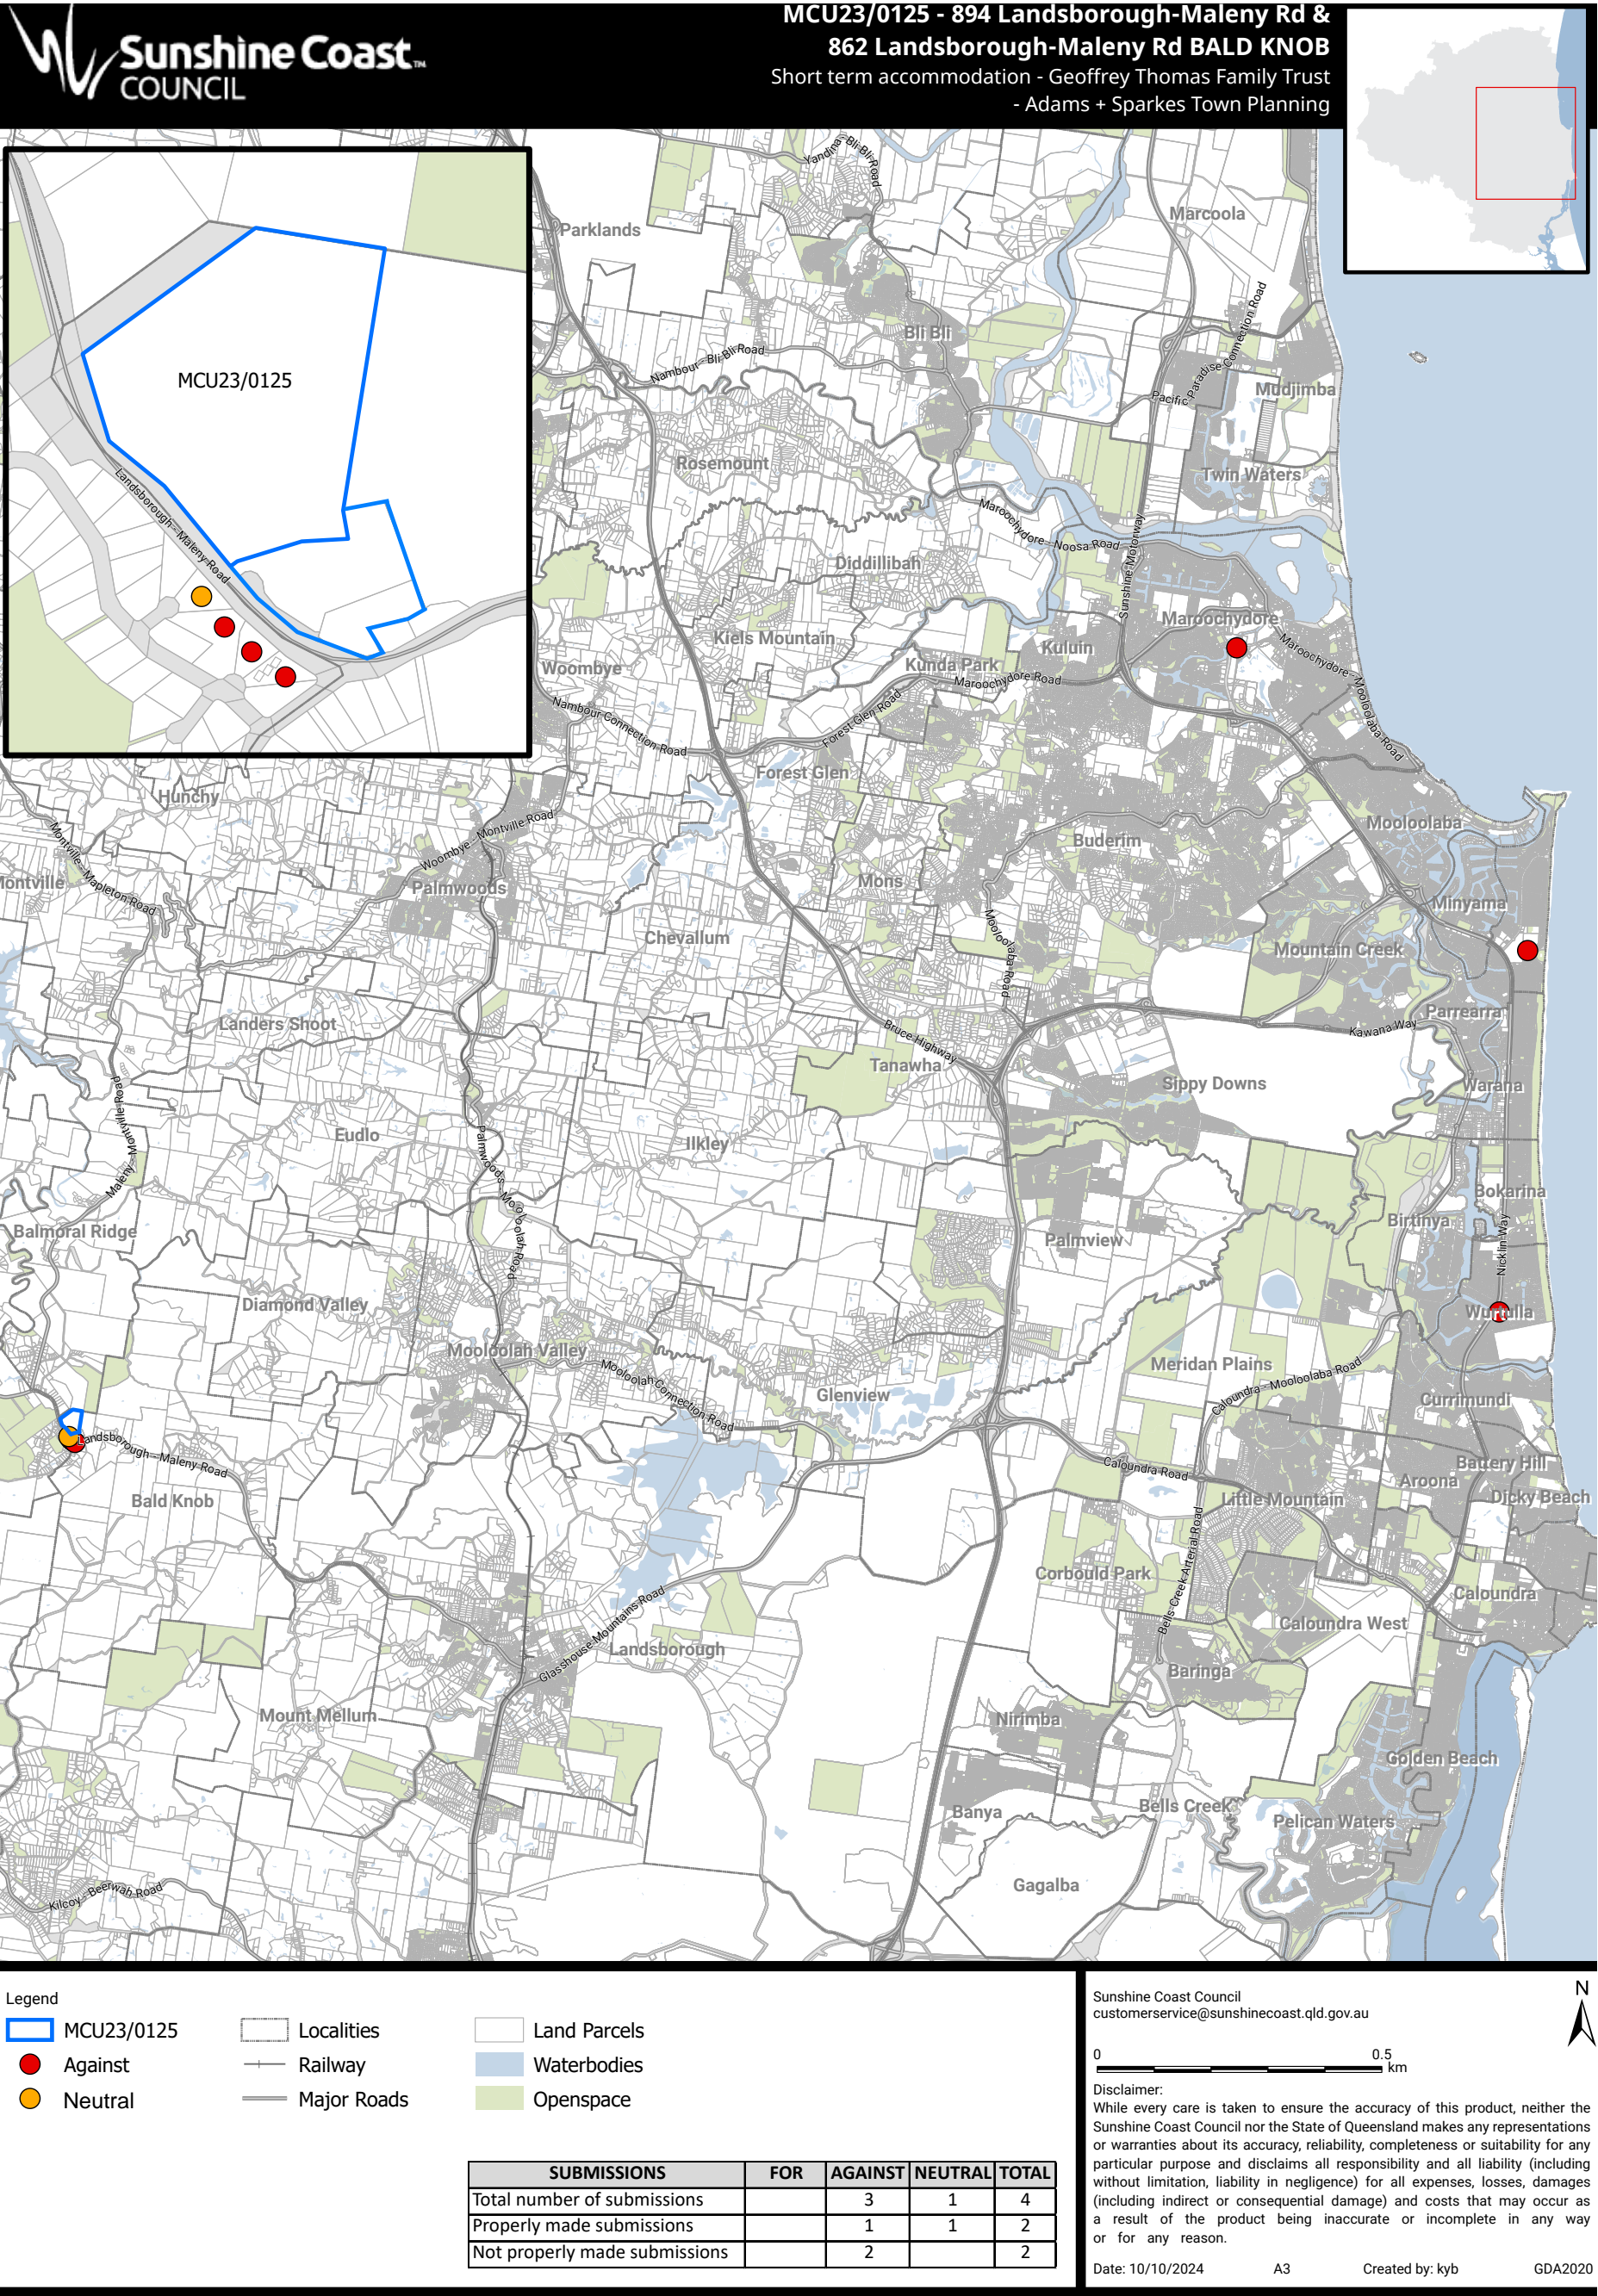 Sunshine Coast™
COUNCIL
MCU23/0125 - 894 Landsborough-Maleny Rd &
862 Landsborough-Maleny Rd BALD KNOB
Short term accommodation - Geoffrey Thomas Family Trust
- Adams + Sparkes Town Planning
MCU23/0125
Landsborough - Maleny Road
Yandina - Bli Bli Road
Parklands
Marcoola
Bli Bli
Nambour - Bli Bli Road
Pacific Paradise Connection Road
Mudjimba
Rosemount
Twin Waters
Maroochydore - Noosa Road
Sunshine Motorway
Diddillibah
Maroochydore
Kiels Mountain
Kuluin
Woombye
Kunda Park
Maroochydore Road
Maroochydore - Mooloolaba Road
Nambour Connection Road
Forest Glen Road
Forest Glen
Hunchy
Mooloolaba
Montville - Mapleton Road
Woombye - Montville Road
Buderim
Montville
Palmwoods
Mons
Minyama
Chevallum
Mooloolaba Road
Mountain Creek
Landers Shoot
Parrearra
Kawana Way
Bruce Highway
Tanawha
Sippy Downs
Warana
Maleny - Montville Road
Eudlo
Ilkley
Palmwoods - Mooloolah Road
Bokarina
Balmoral Ridge
Birtinya
Palmview
Nicklin Way
Diamond Valley
Wurtulla
Mooloolah Valley
Mooloolah Connection Road
Meridan Plains
Glenview
Caloundra - Mooloolaba Road
Currimundi
Landsborough - Maleny Road
Caloundra Road
Battery Hill
Aroona
Bald Knob
Little Mountain
Dicky Beach
Bells Creek Arterial Road
Corbould Park
Caloundra
Glasshouse Mountains Road
Landsborough
Caloundra West
Baringa
Mount Mellum
Nirimba
Golden Beach
Banya
Bells Creek
Pelican Waters
Kilcoy - Beerwah Road
Gagalba
Legend
MCU23/0125
Against
Neutral
Localities
Railway
Major Roads
Land Parcels
Waterbodies
Openspace
SUBMISSIONS FOR AGAINST NEUTRAL TOTAL
Total number of submissions 3 1 4
Properly made submissions 1 1 2
Not properly made submissions 2 2
Sunshine Coast Council
customerservice@sunshinecoast.qld.gov.au
N
0 0.5
km
Disclaimer:
While every care is taken to ensure the accuracy of this product, neither the
Sunshine Coast Council nor the State of Queensland makes any representations
or warranties about its accuracy, reliability, completeness or suitability for any
particular purpose and disclaims all responsibility and all liability (including
without limitation, liability in negligence) for all expenses, losses, damages
(including indirect or consequential damage) and costs that may occur as
a result of the product being inaccurate or incomplete in any way
or for any reason.
Date: 10/10/2024 A3 Created by: kyb GDA2020